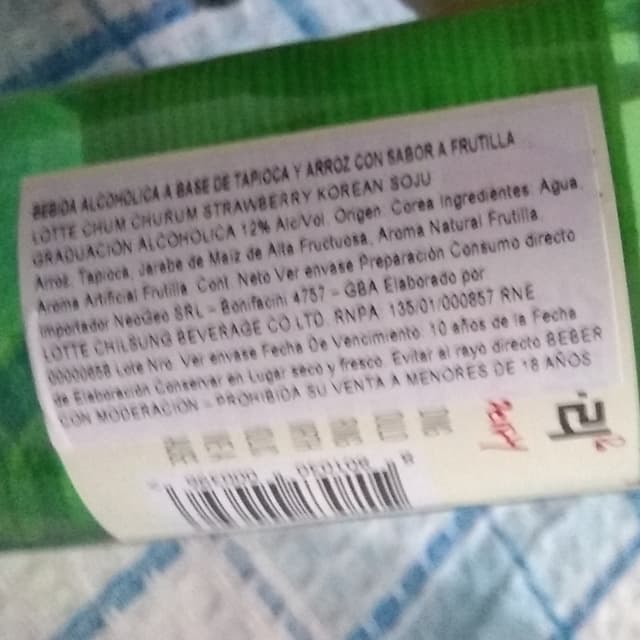 BEBIDA ALCOHOLICA A BASE DE TAPIOCA Y ARROZ CON SABOR A FRUTILLA
LOTTE CHUM CHURUM STRAWBERRY KOREAN SOJU
GRADUACIÓN ALCOHOLICA 12% Alc/Vol. Origen: Corea Ingredientes: Agua,
Arroz, Tapioca, Jarabe de Maiz de Alta Fructuosa, Aroma Natural Frutilla,
Aroma Artificial Frutilla. Cont. Neto Ver envase Preparación Consumo directo
Importador NeoGeo SRL - Bonifacini 4757 - GBA Elaborado por
LOTTE CHILSUNG BEVERAGE CO LTD. RNPA: 135/01/000857 RNE
Lote Nro. Ver envase Fecha De Vencimiento: 10 años de la Fecha
de Elaboración Conservar en Lugar seco y fresco. Evitar el rayo directo BEBER
CON MODERACIÓN - PROHIBIDA SU VENTA A MENORES DE 18 AÑOS